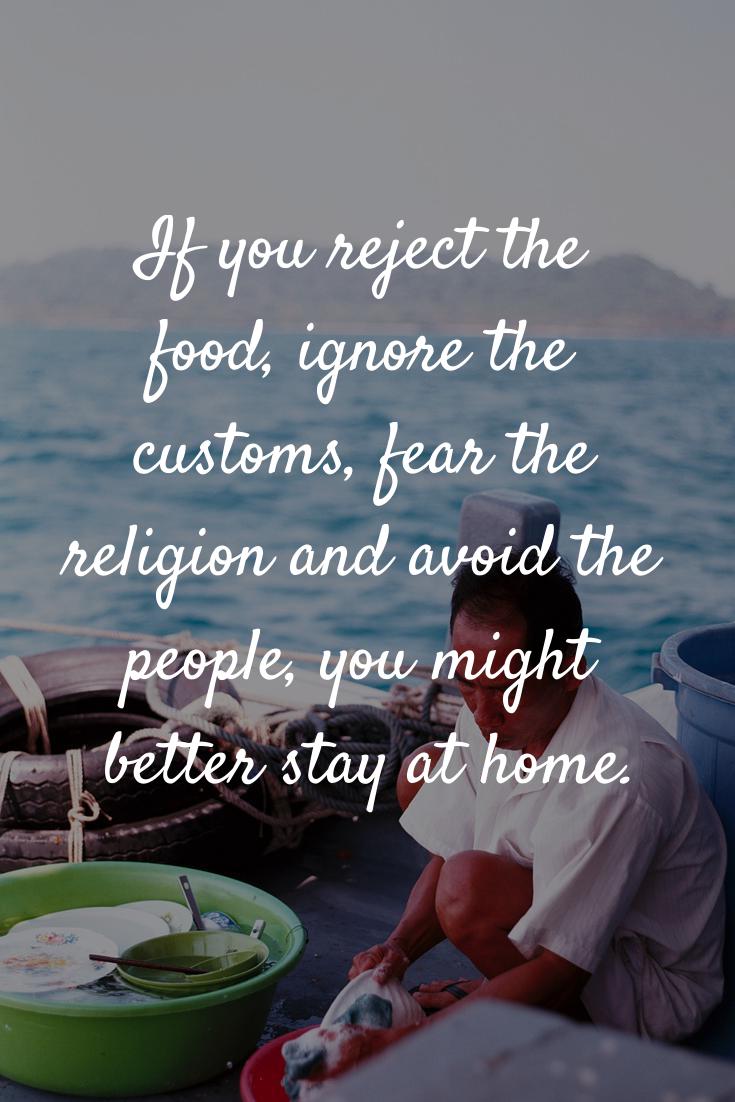 If you reject the
food, ignore the
customs, fear the
religion and avoid the
people, you might
better stay at home.